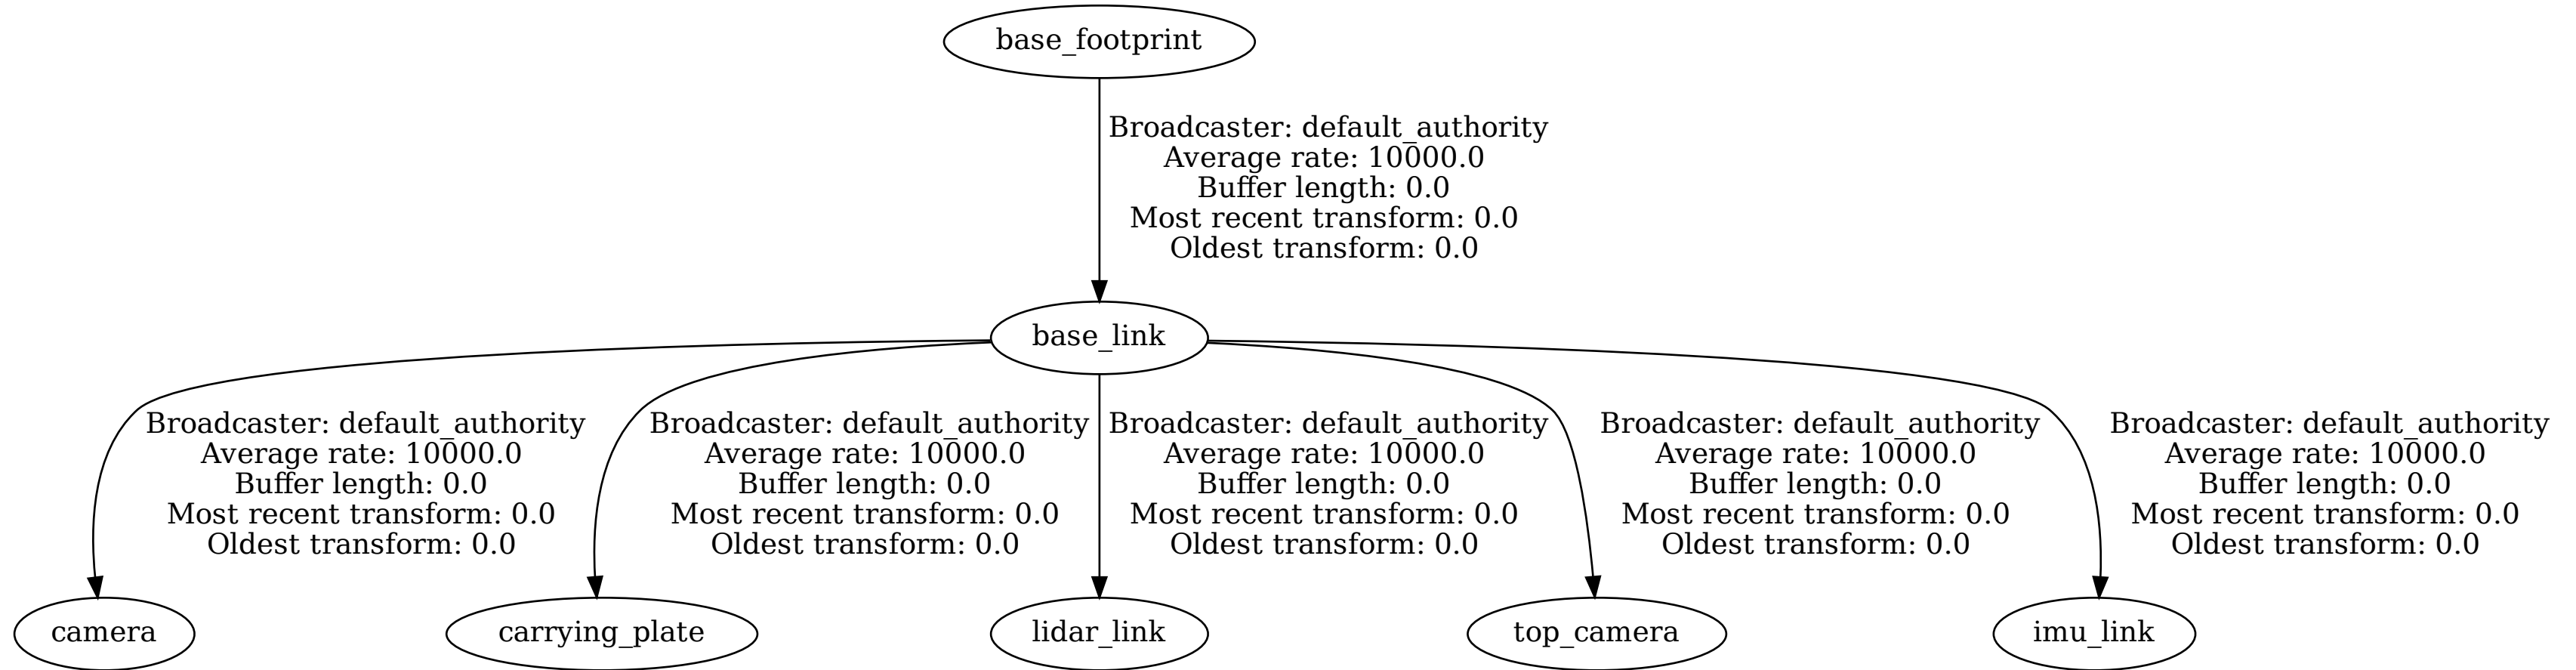 base_footprint
Broadcaster: default_authority
Average rate: 10000.0
Buffer length: 0.0
Most recent transform: 0.0
Oldest transform: 0.0
base_link
Broadcaster: default_authority
Average rate: 10000.0
Buffer length: 0.0
Most recent transform: 0.0
Oldest transform: 0.0
Broadcaster: default_authority
Average rate: 10000.0
Buffer length: 0.0
Most recent transform: 0.0
Oldest transform: 0.0
Broadcaster: default_authority
Average rate: 10000.0
Buffer length: 0.0
Most recent transform: 0.0
Oldest transform: 0.0
Broadcaster: default_authority
Average rate: 10000.0
Buffer length: 0.0
Most recent transform: 0.0
Oldest transform: 0.0
Broadcaster: default_authority
Average rate: 10000.0
Buffer length: 0.0
Most recent transform: 0.0
Oldest transform: 0.0
camera
carrying_plate
lidar_link
top_camera
imu_link